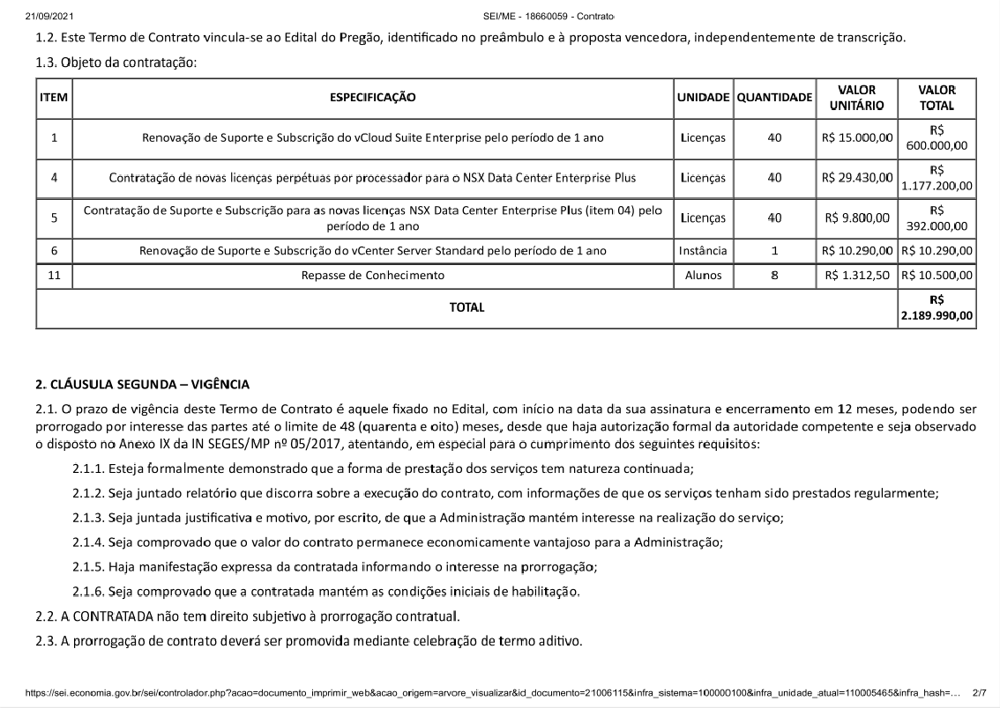 21/09/2021 SEI/ME - 18660059 - Contrato
1.2. Este Termo de Contrato vincula-se ao Edital do Pregão, identificado no preâmbulo e à proposta vencedora, independentemente de transcrição.
1.3. Objeto da contratação:
ITEM ESPECIFICAÇÃO UNIDADE QUANTIDADE VALOR UNITÁRIO VALOR TOTAL
1 Renovação de Suporte e Subscrição do vCloud Suite Enterprise pelo período de 1 ano Licenças 40 R$ 15.000,00 R$ 600.000,00
4 Contratação de novas licenças perpétuas por processador para o NSX Data Center Enterprise Plus Licenças 40 R$ 29.430,00 R$ 1.177.200,00
5 Contratação de Suporte e Subscrição para as novas licenças NSX Data Center Enterprise Plus (item 04) pelo período de 1 ano Licenças 40 R$ 9.800,00 R$ 392.000,00
6 Renovação de Suporte e Subscrição do vCenter Server Standard pelo período de 1 ano Instância 1 R$ 10.290,00 R$ 10.290,00
11 Repasse de Conhecimento Alunos 8 R$ 1.312,50 R$ 10.500,00
TOTAL R$ 2.189.990,00
2. CLÁUSULA SEGUNDA – VIGÊNCIA
2.1. O prazo de vigência deste Termo de Contrato é aquele fixado no Edital, com início na data da sua assinatura e encerramento em 12 meses, podendo ser
prorrogado por interesse das partes até o limite de 48 (quarenta e oito) meses, desde que haja autorização formal da autoridade competente e seja observado
o disposto no Anexo IX da IN SEGES/MP nº 05/2017, atentando, em especial para o cumprimento dos seguintes requisitos:
2.1.1. Esteja formalmente demonstrado que a forma de prestação dos serviços tem natureza continuada;
2.1.2. Seja juntado relatório que discorra sobre a execução do contrato, com informações de que os serviços tenham sido prestados regularmente;
2.1.3. Seja juntada justificativa e motivo, por escrito, de que a Administração mantém interesse na realização do serviço;
2.1.4. Seja comprovado que o valor do contrato permanece economicamente vantajoso para a Administração;
2.1.5. Haja manifestação expressa da contratada informando o interesse na prorrogação;
2.1.6. Seja comprovado que a contratada mantém as condições iniciais de habilitação.
2.2. A CONTRATADA não tem direito subjetivo à prorrogação contratual.
2.3. A prorrogação de contrato deverá ser promovida mediante celebração de termo aditivo.
https://sei.economia.gov.br/sei/controlador.php?acao=documento_imprimir_web&acao_origem=arvore_visualizar&id_documento=21006115&infra_sistema=100000100&infra_unidade_atual=110005465&infra_hash=… 2/7